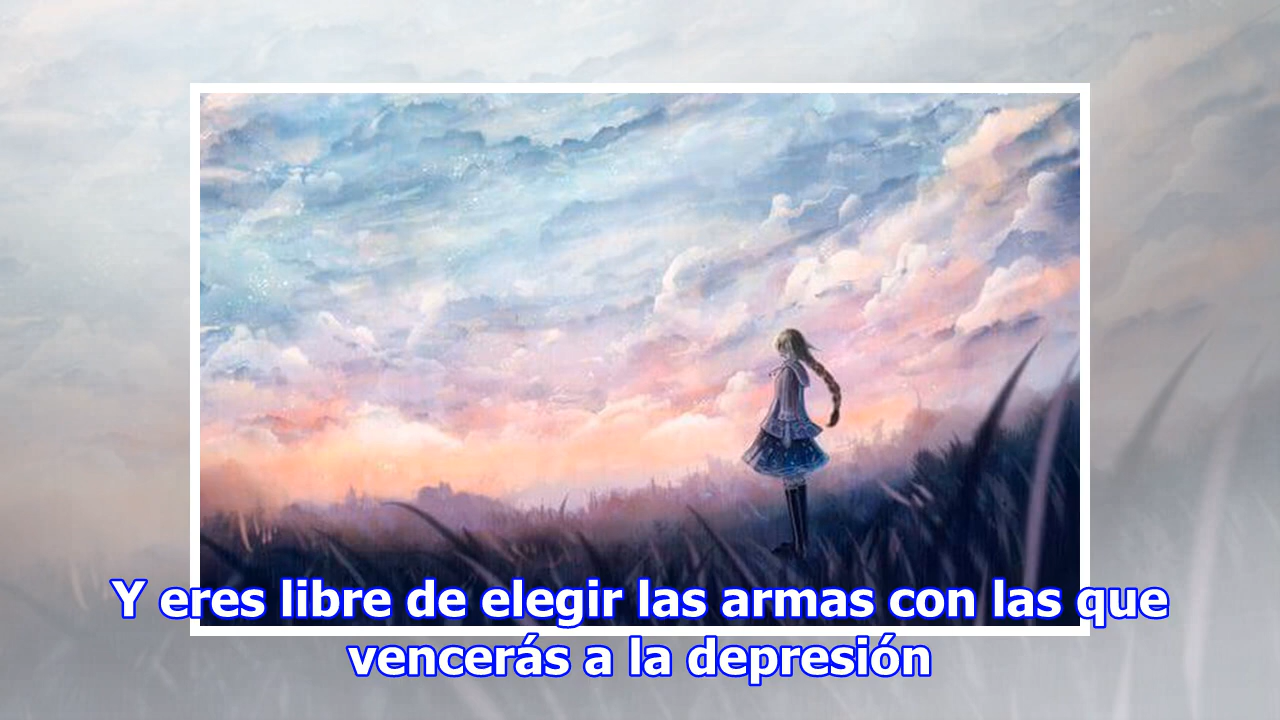 Y eres libre de elegir las armas con las que
vencerás a la depresión